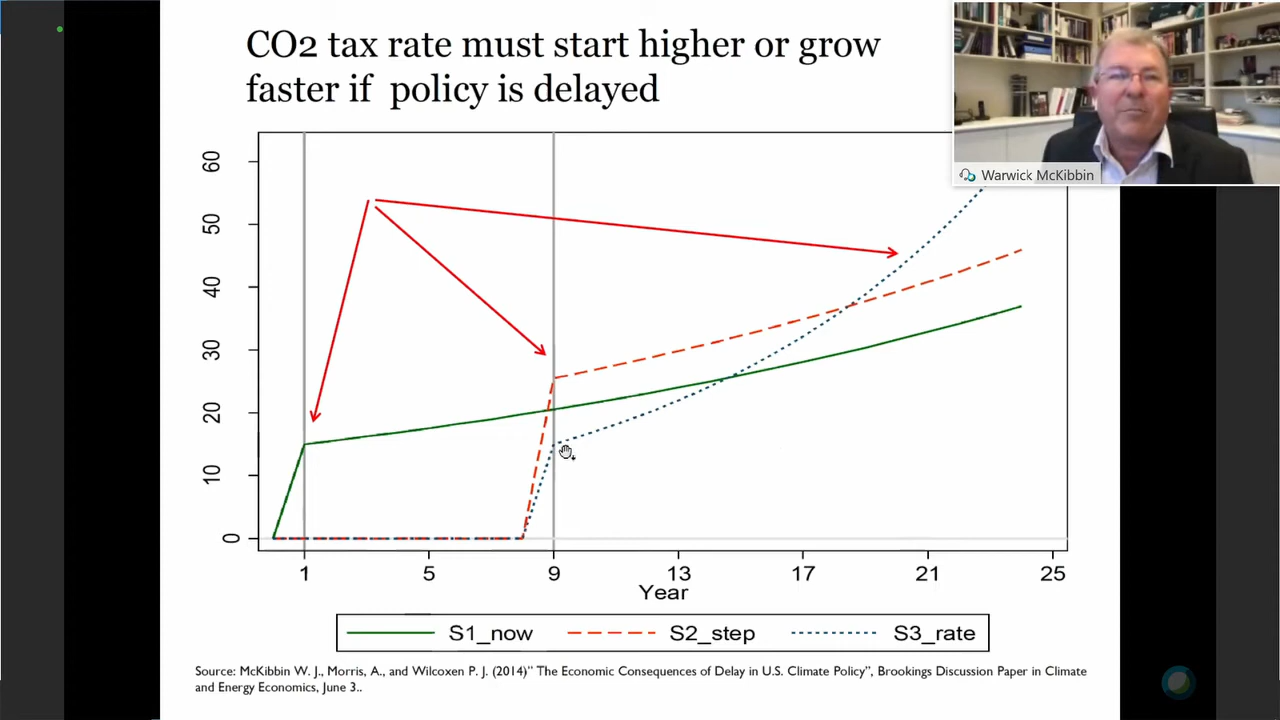 CO2 tax rate must start higher or grow
faster if policy is delayed
Warwick McKibbin
60
50
40
30
20
10
0
1 5 9 13 17 21 25
Year
S1_now S2_step S3_rate
Source: McKibbin W. J., Morris, A., and Wilcoxen P. J. (2014)“ The Economic Consequences of Delay in U.S. Climate Policy”, Brookings Discussion Paper in Climate
and Energy Economics, June 3..